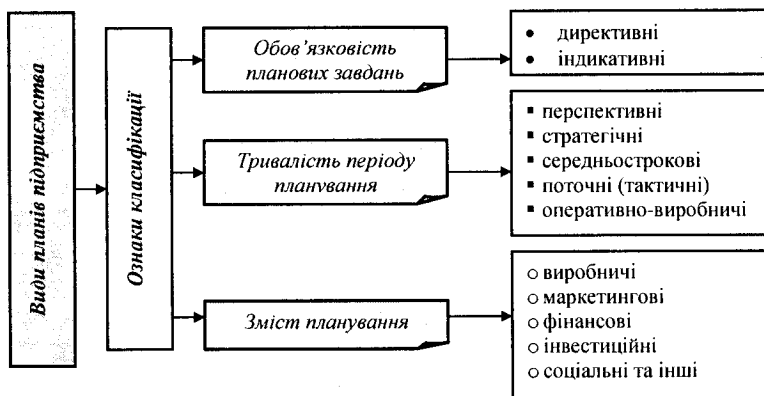 Види планів підприємства
Ознаки класифікації
Обов’язковість
планових завдань
• директивні
• індикативні
Тривалість періоду
планування
▪ перспективні
▪ стратегічні
▪ середньострокові
▪ поточні (тактичні)
▪ оперативно-виробничі
Зміст планування
○ виробничі
○ маркетингові
○ фінансові
○ інвестиційні
○ соціальні та інші